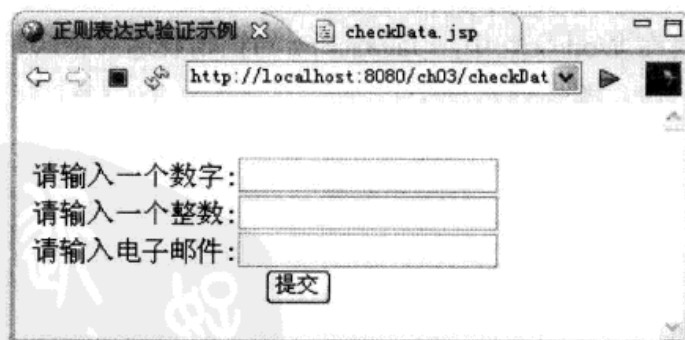 正则表达式验证示例 checkData.jsp
http://localhost:8080/ch03/checkDat
请输入一个数字:
请输入一个整数:
请输入电子邮件:
提交